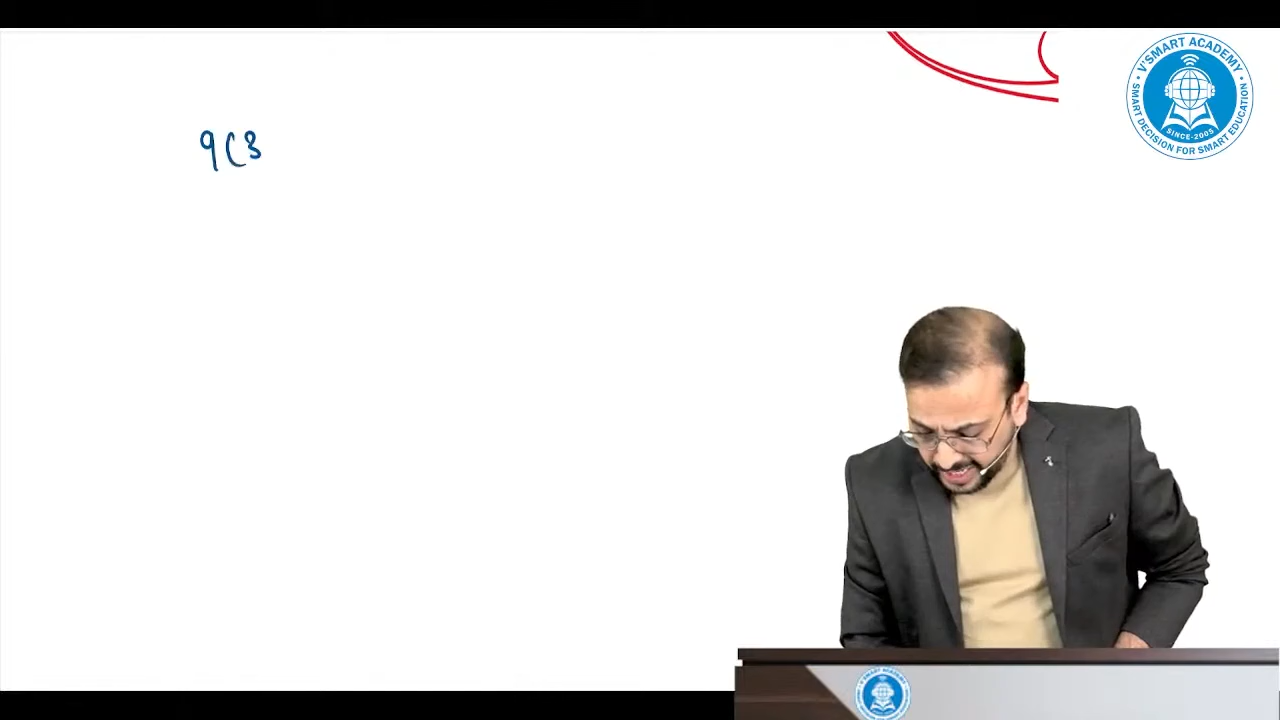 9C3
V'SMART ACADEMY
SMART DECISION FOR SMART EDUCATION
SINCE-2005